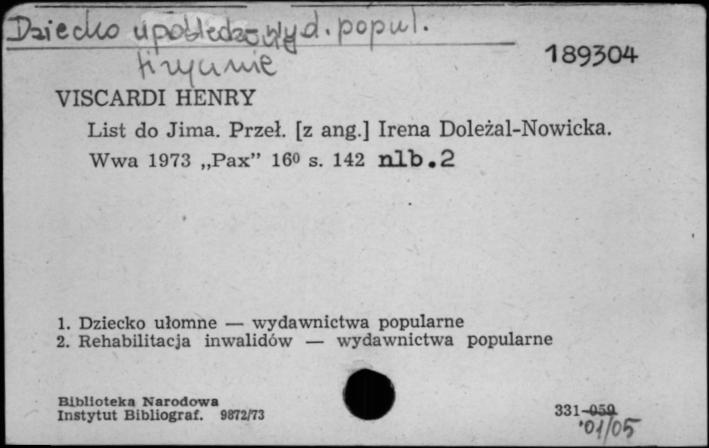 Dziecko upośledzone wyd. popul.
fizycznie
189304
VISCARDI HENRY
List do Jima. Przeł. [z ang.] Irena Doleżal-Nowicka.
Wwa 1973 „Pax” 16⁰ s. 142 nlb.2
1. Dziecko ułomne — wydawnictwa popularne
2. Rehabilitacja inwalidów — wydawnictwa popularne
Biblioteka Narodowa
Instytut Bibliograf. 9872/73
331-059
'01/05